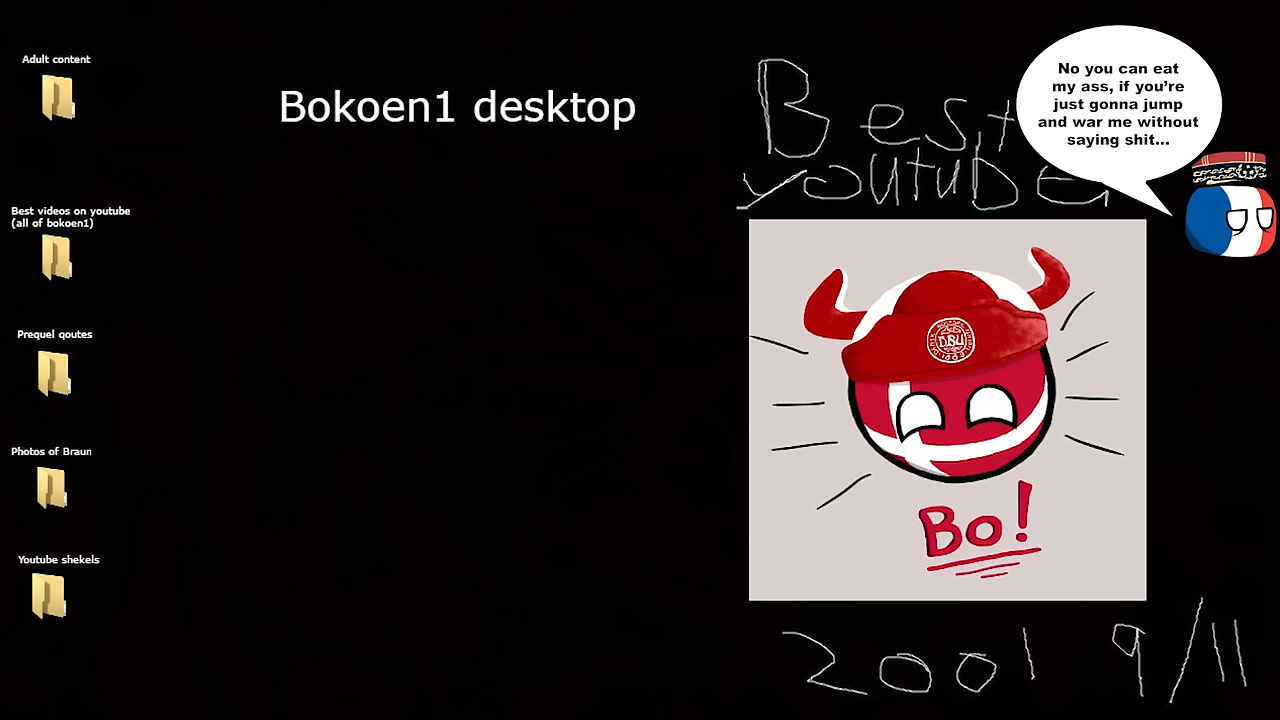 Adult content
Best videos on youtube
(all of bokoen1)
Prequel qoutes
Photos of Braun
Youtube shekels
Bokoen1 desktop
Best
youtuber
No you can eat
my ass, if you're
just gonna jump
and war me without
saying shit...
DBU
Bo!
2001 9/11